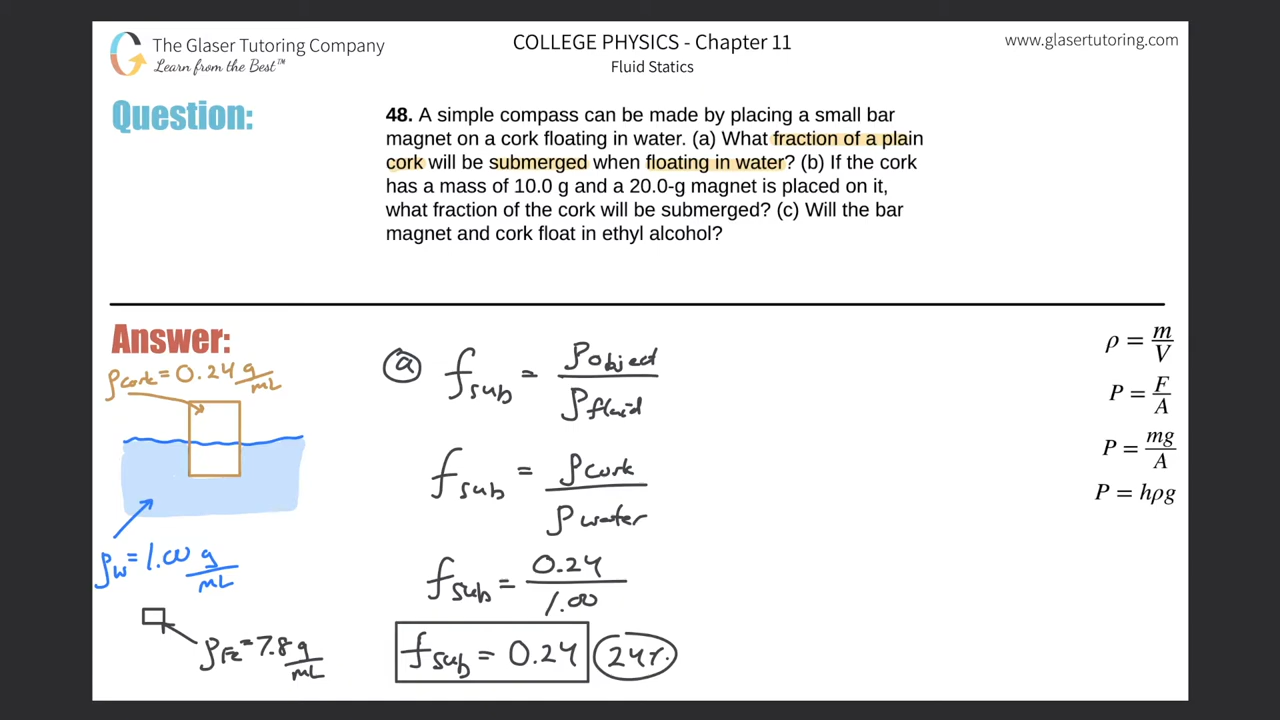 The Glaser Tutoring Company
Learn from the Best™
COLLEGE PHYSICS - Chapter 11
Fluid Statics
www.glasertutoring.com
Question:
48. A simple compass can be made by placing a small bar
magnet on a cork floating in water. (a) What fraction of a plain
cork will be submerged when floating in water? (b) If the cork
has a mass of 10.0 g and a 20.0-g magnet is placed on it,
what fraction of the cork will be submerged? (c) Will the bar
magnet and cork float in ethyl alcohol?
Answer:
ρcork = 0.24 g/mL
ρw = 1.00 g/mL
ρFe = 7.8 g/mL
(a) fsub = ρobject / ρfluid
fsub = ρcork / ρwater
fsub = 0.24 / 1.00
fsub = 0.24 24%
ρ = m/V
P = F/A
P = mg/A
P = hρg